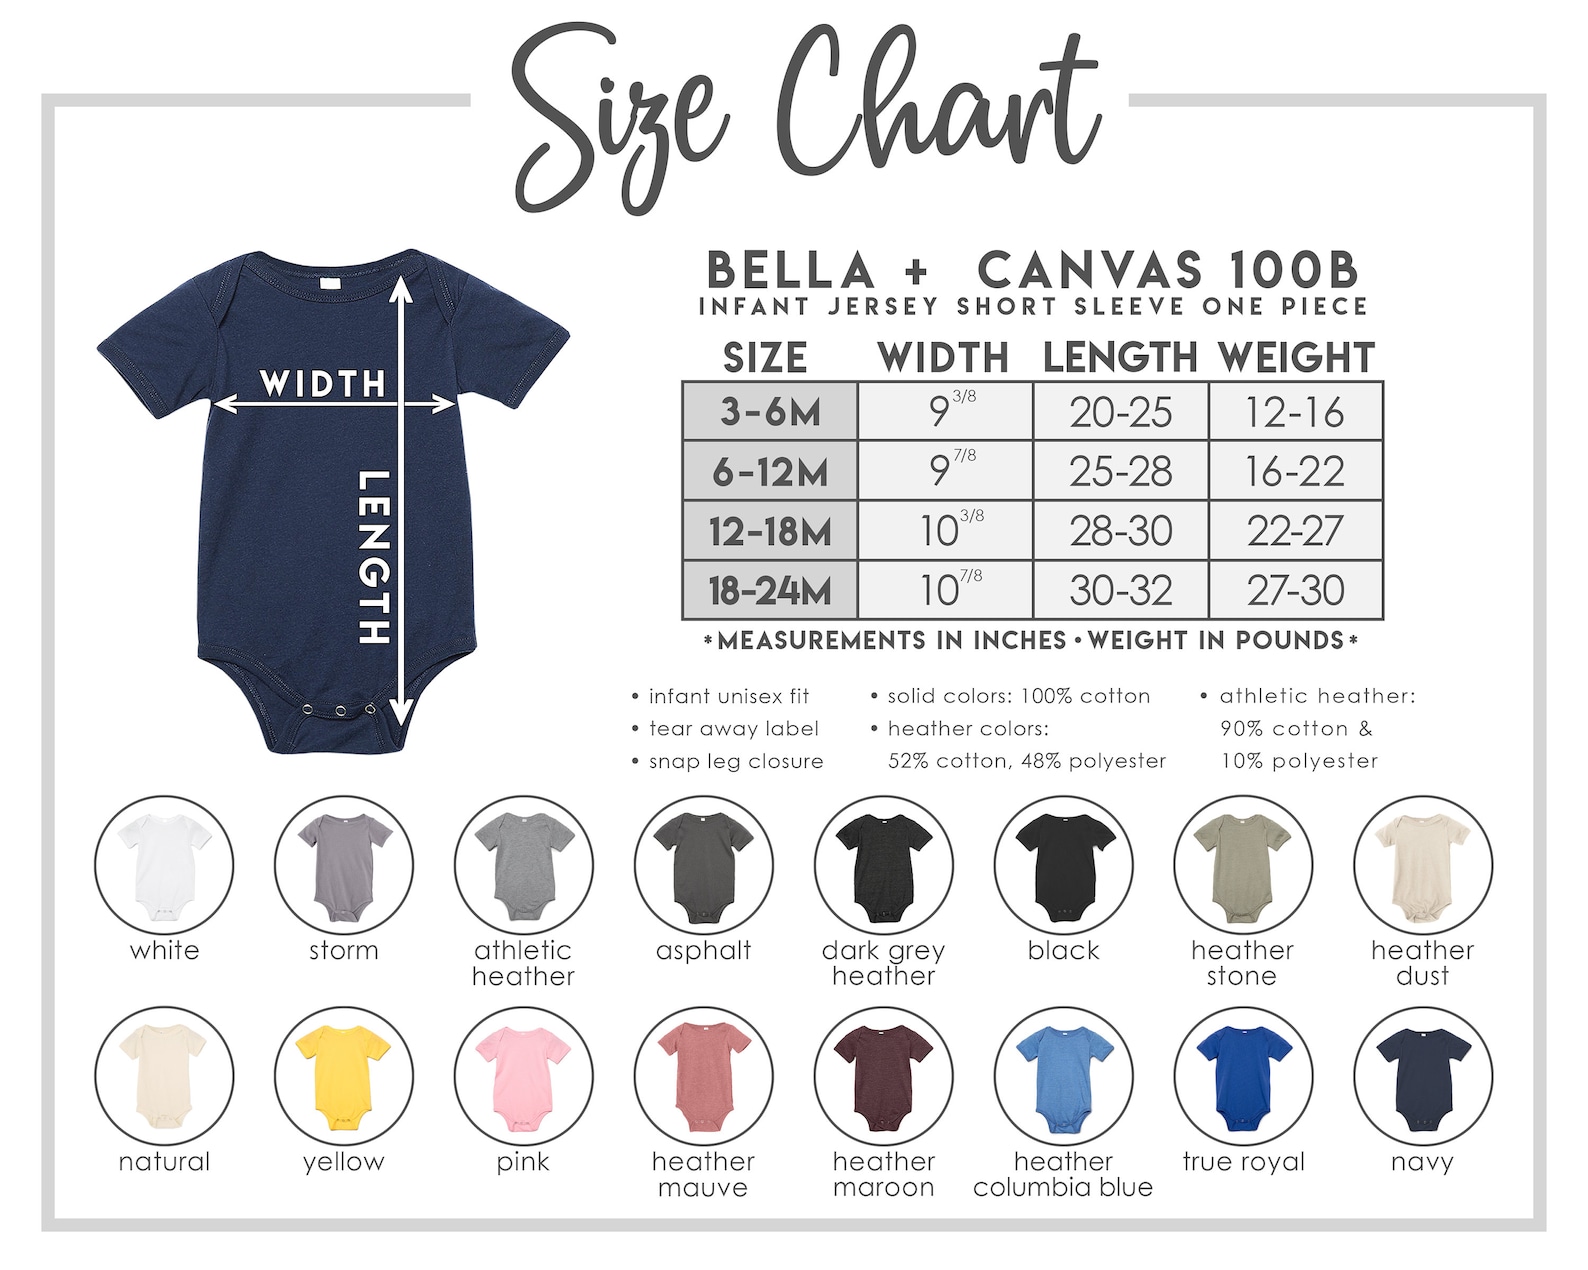 Size Chart
BELLA + CANVAS 100B
INFANT JERSEY SHORT SLEEVE ONE PIECE
SIZE WIDTH LENGTH WEIGHT
3-6M 9 3/8 20-25 12-16
6-12M 9 7/8 25-28 16-22
12-18M 10 3/8 28-30 22-27
18-24M 10 7/8 30-32 27-30
*MEASUREMENTS IN INCHES • WEIGHT IN POUNDS*
WIDTH
LENGTH
• infant unisex fit
• tear away label
• snap leg closure
• solid colors: 100% cotton
• heather colors:
52% cotton, 48% polyester
• athletic heather:
90% cotton &
10% polyester
white
storm
athletic
heather
asphalt
dark grey
heather
black
heather
stone
heather
dust
natural
yellow
pink
heather
mauve
heather
maroon
heather
columbia blue
true royal
navy